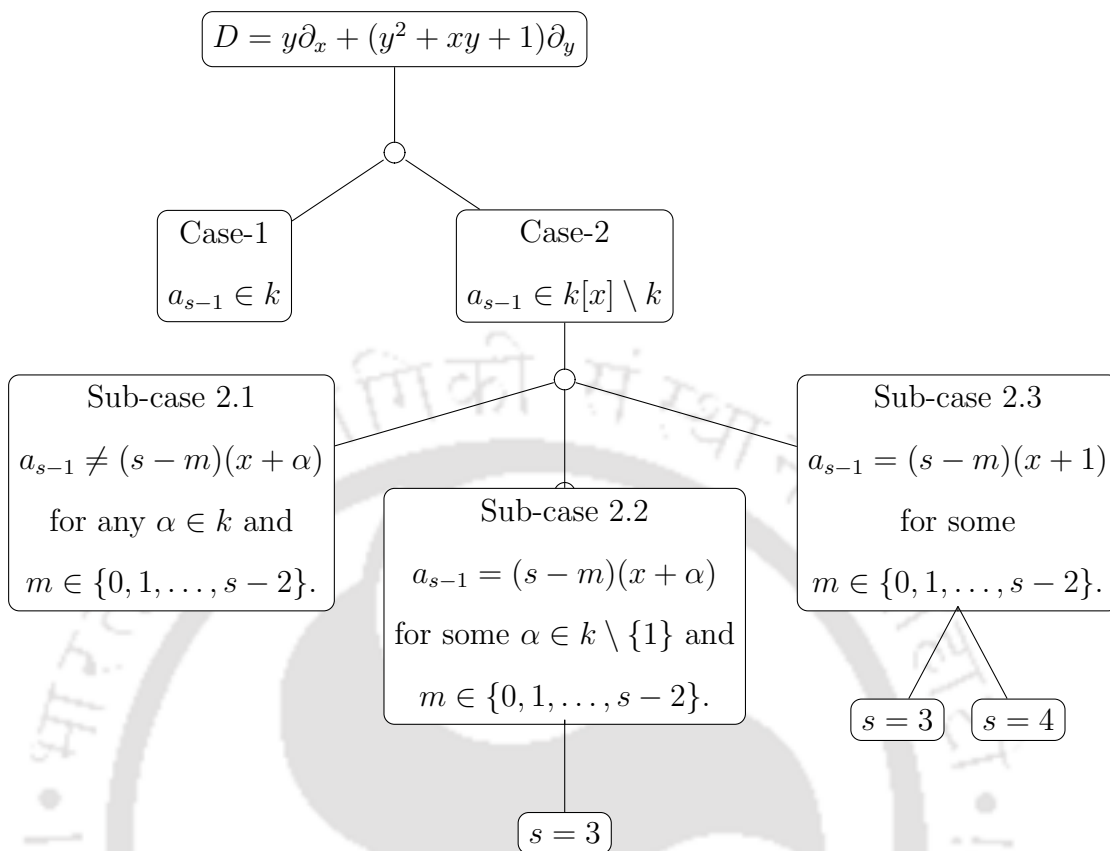 D = y∂ₓ + (y² + xy + 1)∂_y
Case-1
a_{s−1} ∈ k
Case-2
a_{s−1} ∈ k[x] \ k
Sub-case 2.1
a_{s−1} ≠ (s − m)(x + α)
for any α ∈ k and
m ∈ {0, 1, . . . , s − 2}.
Sub-case 2.2
a_{s−1} = (s − m)(x + α)
for some α ∈ k \ {1} and
m ∈ {0, 1, . . . , s − 2}.
Sub-case 2.3
a_{s−1} = (s − m)(x + 1)
for some
m ∈ {0, 1, . . . , s − 2}.
s = 3
s = 3
s = 4